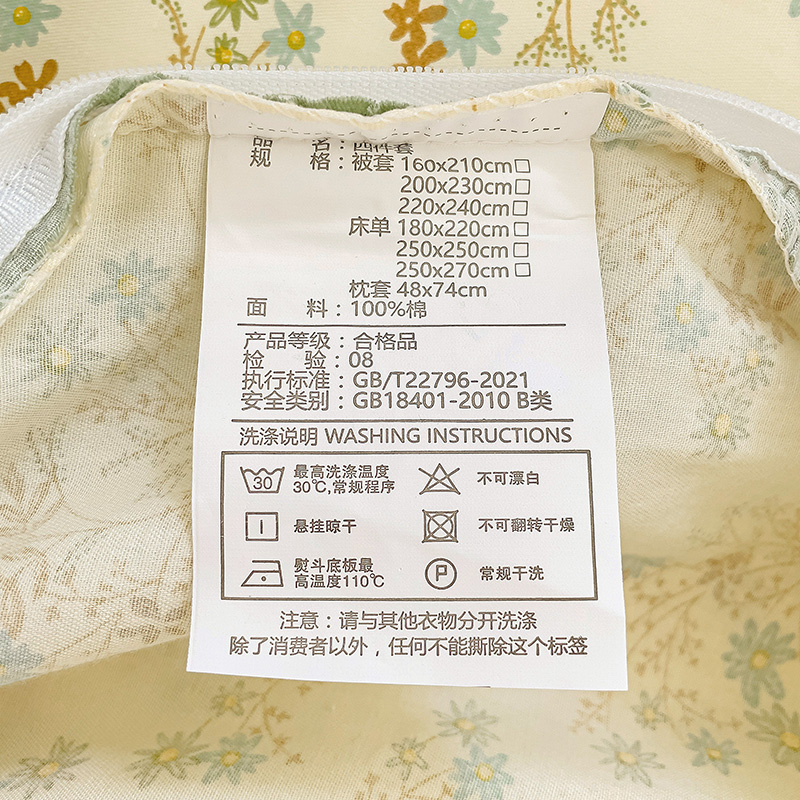 品 名：四件套
规 格：被套 160x210cm□
200x230cm□
220x240cm□
床单 180x220cm□
250x250cm□
250x270cm□
枕套 48x74cm
面 料：100%棉
产品等级：合格品
检 验：08
执行标准：GB/T22796-2021
安全类别：GB18401-2010 B类
洗涤说明 WASHING INSTRUCTIONS
30 最高洗涤温度 30℃,常规程序
不可漂白
悬挂晾干
不可翻转干燥
熨斗底板最高温度110℃
P 常规干洗
注意：请与其他衣物分开洗涤
除了消费者以外，任何不能撕除这个标签